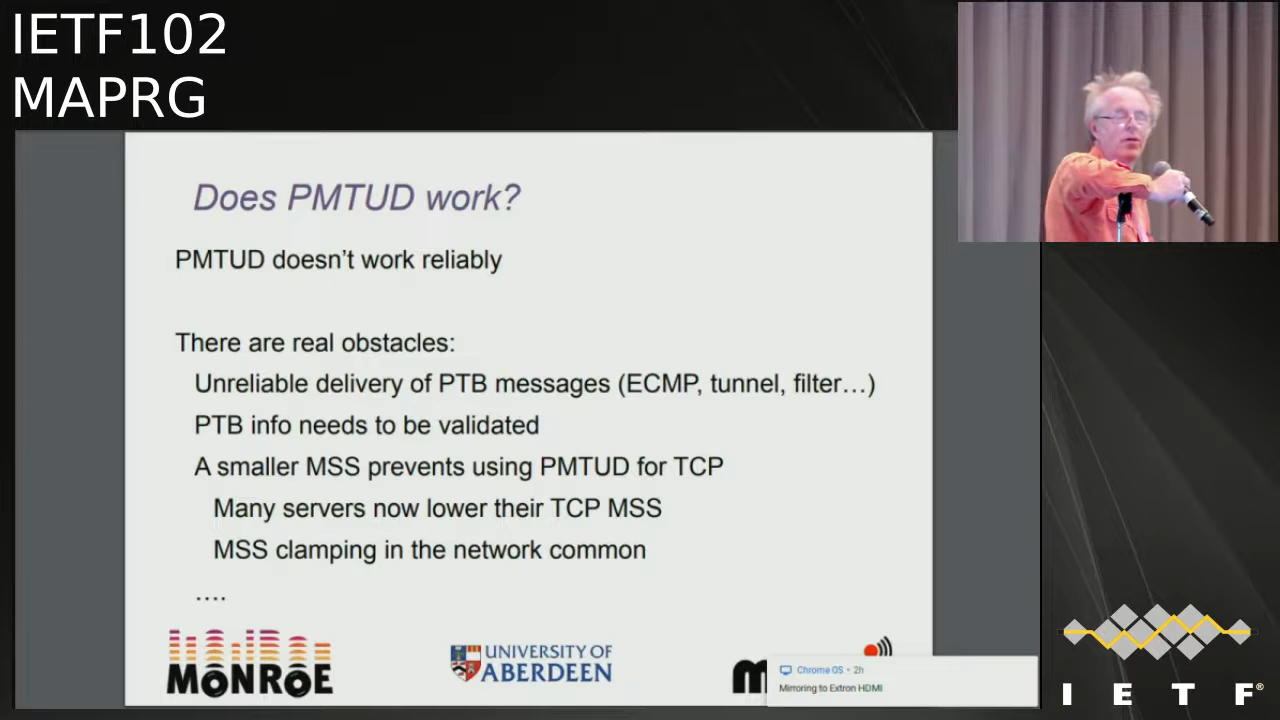 IETF102
MAPRG
Does PMTUD work?
PMTUD doesn't work reliably
There are real obstacles:
Unreliable delivery of PTB messages (ECMP, tunnel, filter…)
PTB info needs to be validated
A smaller MSS prevents using PMTUD for TCP
Many servers now lower their TCP MSS
MSS clamping in the network common
….
MONROE
UNIVERSITY OF
ABERDEEN
m
Chrome OS • 2h
Mirroring to Extron HDMI
I E T F®